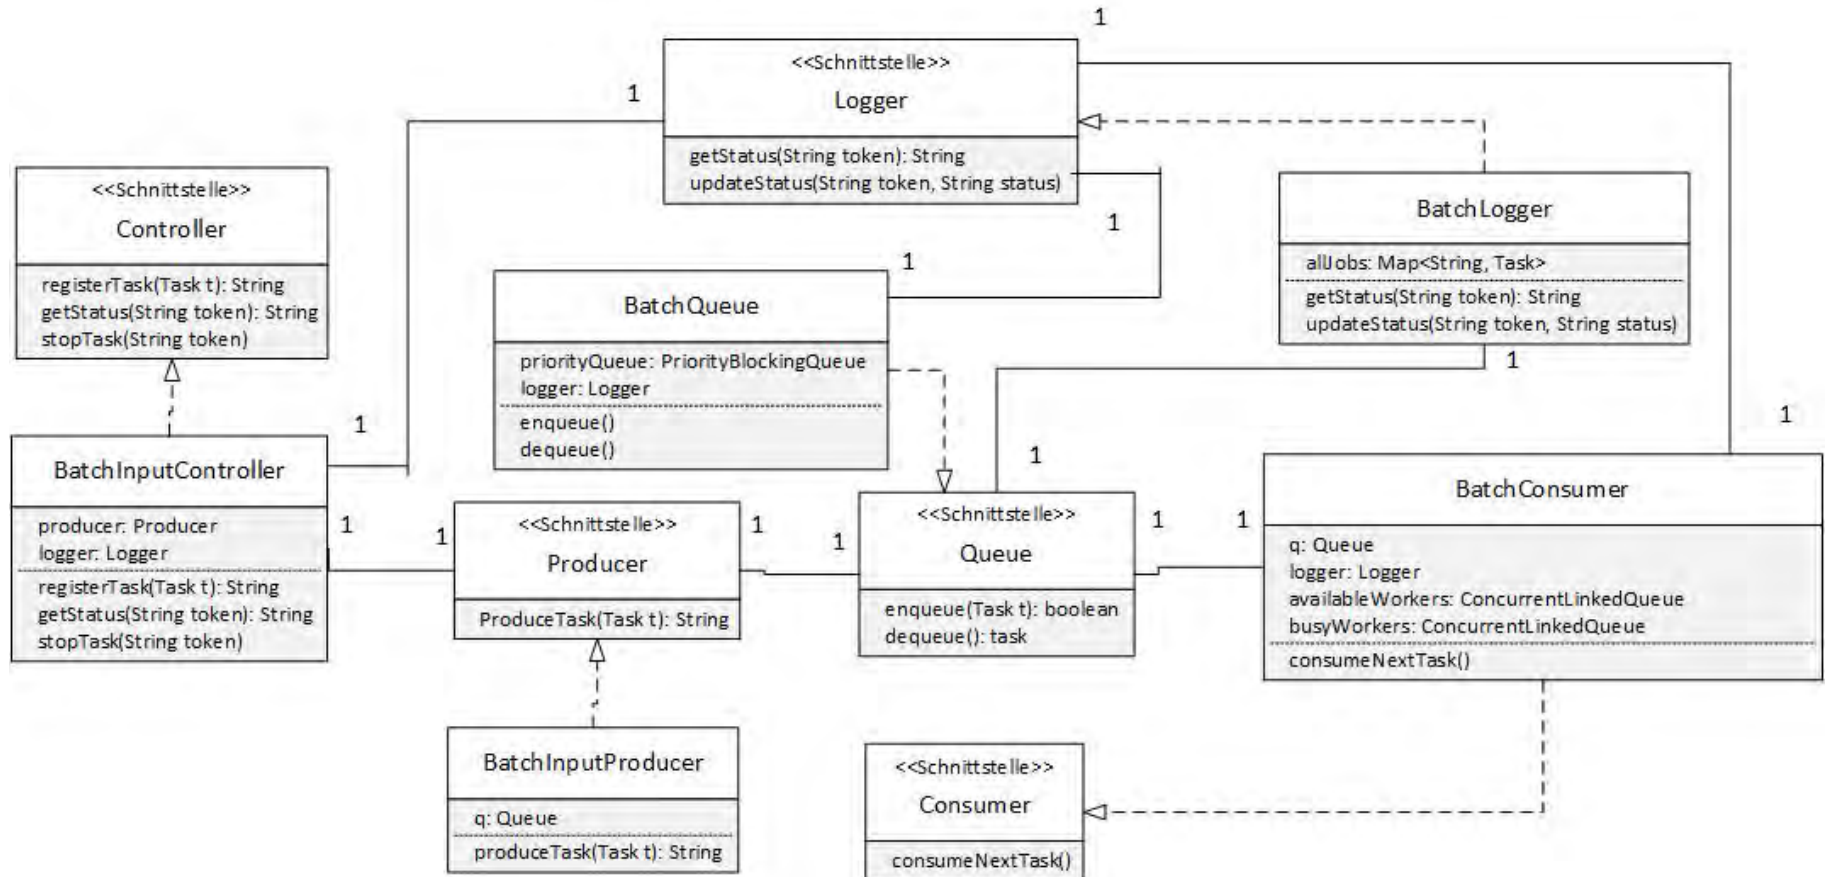 1
<<Schnittstelle>>
Logger
1
getStatus(String token): String
updateStatus(String token, String status)
<<Schnittstelle>>
Controller
registerTask(Task t): String
getStatus(String token): String
stopTask(String token)
BatchLogger
allJobs: Map<String, Task>
getStatus(String token): String
updateStatus(String token, String status)
1
1
BatchQueue
priorityQueue: PriorityBlockingQueue
logger: Logger
enqueue()
dequeue()
1
1
1
1
BatchInputController
producer: Producer
logger: Logger
registerTask(Task t): String
getStatus(String token): String
stopTask(String token)
1
1
<<Schnittstelle>>
Producer
ProduceTask(Task t): String
1
1
<<Schnittstelle>>
Queue
enqueue(Task t): boolean
dequeue(): task
1
1
BatchConsumer
q: Queue
logger: Logger
availableWorkers: ConcurrentLinkedQueue
busyWorkers: ConcurrentLinkedQueue
consumeNextTask()
BatchInputProducer
q: Queue
produceTask(Task t): String
<<Schnittstelle>>
Consumer
consumeNextTask()